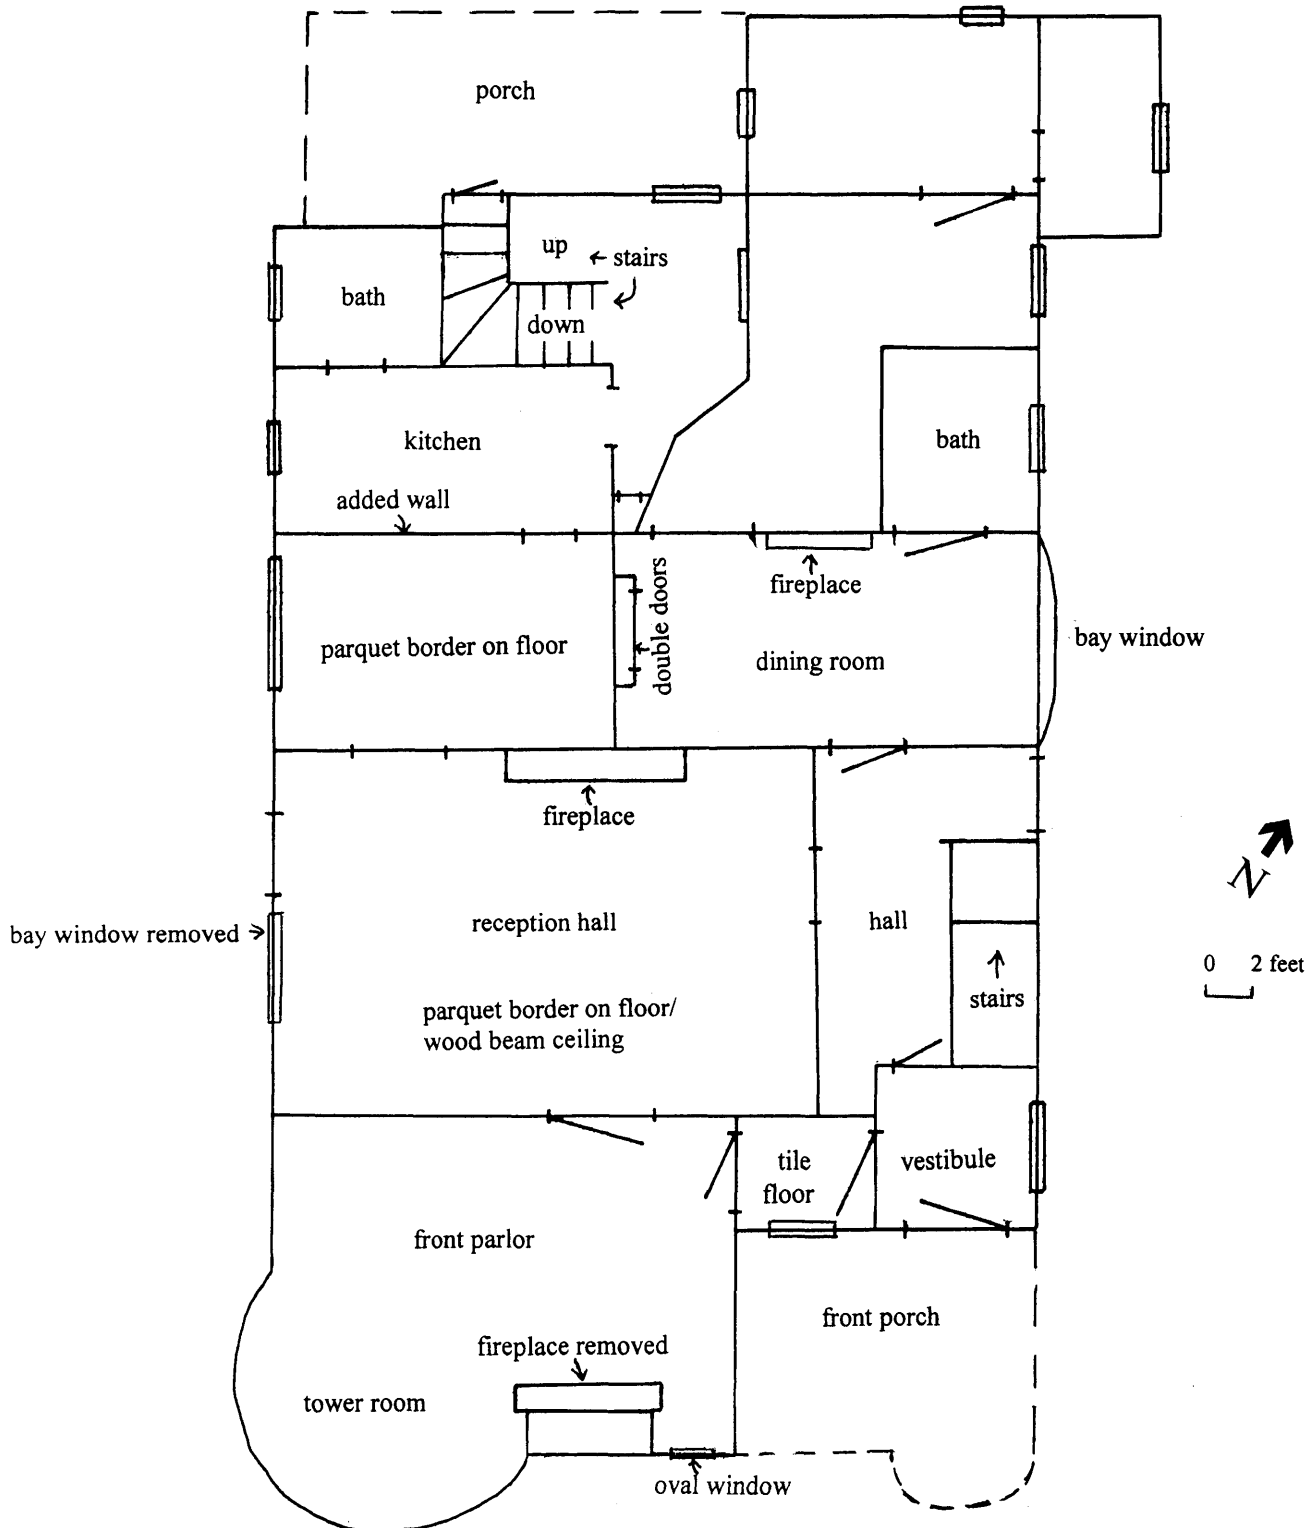 porch
up
← stairs
bath
down
kitchen
bath
added wall
fireplace
double doors
bay window
parquet border on floor
dining room
fireplace
bay window removed
reception hall
hall
N
0 2 feet
stairs
parquet border on floor/
wood beam ceiling
tile
floor
vestibule
front parlor
front porch
fireplace removed
tower room
oval window